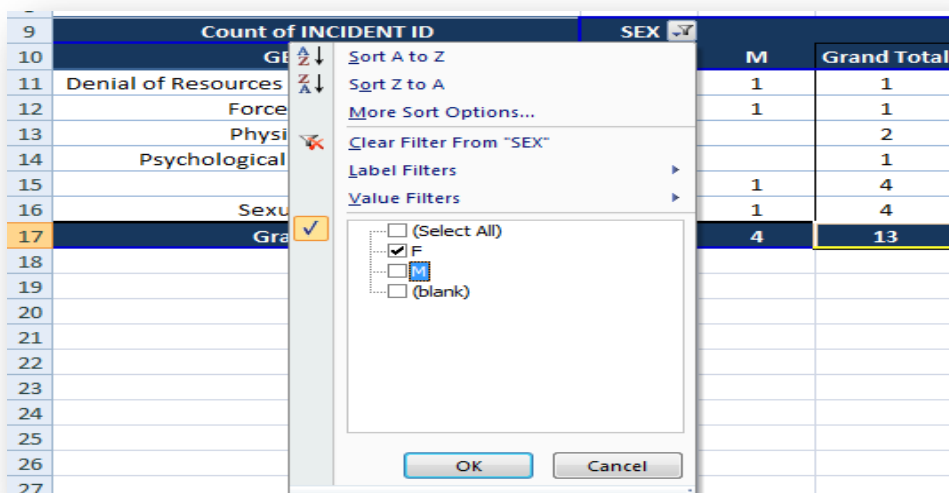 9 Count of INCIDENT ID SEX
10 Sort A to Z M Grand Total
11 Denial of Resources Sort Z to A 1 1
12 Force More Sort Options... 1 1
13 Physi Clear Filter From "SEX" 2
14 Psychological Label Filters 1
15 Value Filters 1 4
16 Sexu 1 4
17 Gra (Select All) 4 13
F
18 M
19 (blank)
20
21
22
23
24
25
26 OK Cancel
27